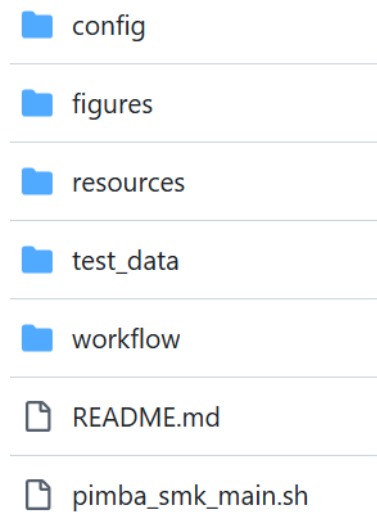 config
figures
resources
test_data
workflow
README.md
pimba_smk_main.sh